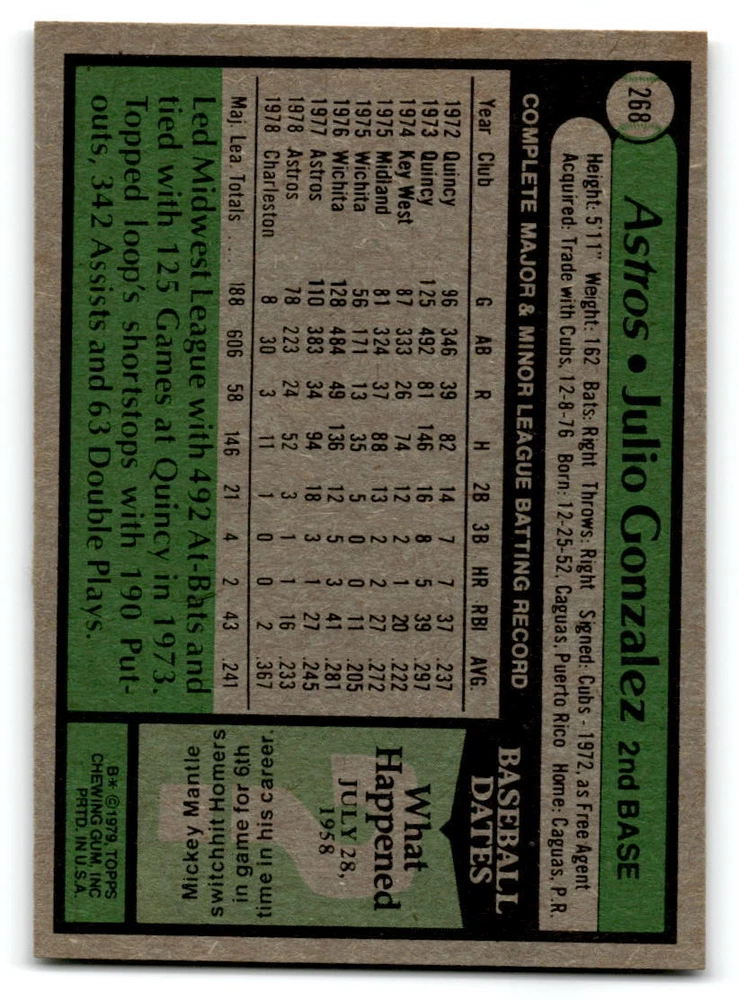 268
Astros • Julio Gonzalez 2nd BASE
Height: 5'11" Weight: 162 Bats: Right Throws: Right Signed: Cubs - 1972, as Free Agent
Acquired: Trade with Cubs, 12-8-76 Born: 12-25-52, Caguas, Puerto Rico Home: Caguas, P.R.
COMPLETE MAJOR & MINOR LEAGUE BATTING RECORD
Year Club G AB R H 2B 3B HR RBI AVG.
1972 Quincy 96 346 39 82 14 7 7 37 .237
1973 Quincy 125 492 81 146 16 8 5 39 .297
1974 Key West 87 333 26 74 12 2 1 20 .222
1975 Midland 81 324 37 88 13 2 2 27 .272
1975 Wichita 56 171 13 35 5 0 0 11 .205
1976 Wichita 128 484 49 136 12 5 3 41 .281
1977 Astros 110 383 34 94 18 3 1 27 .245
1978 Astros 78 223 24 52 3 1 1 16 .233
1978 Charleston 8 30 3 11 1 0 0 2 .367
Maj. Lea. Totals ..... 188 606 58 146 21 4 2 43 .241
Led Midwest League with 492 At-Bats and
tied with 125 Games at Quincy in 1973.
Topped loop's shortstops with 190 Put-
outs, 342 Assists and 63 Double Plays.
BASEBALL
DATES
What
Happened
JULY 28,
1958
?
Mickey Mantle
switchhit Homers
in game for 6th
time in his career.
B* ©1979, TOPPS
CHEWING GUM, INC
PRTD. IN U.S.A.